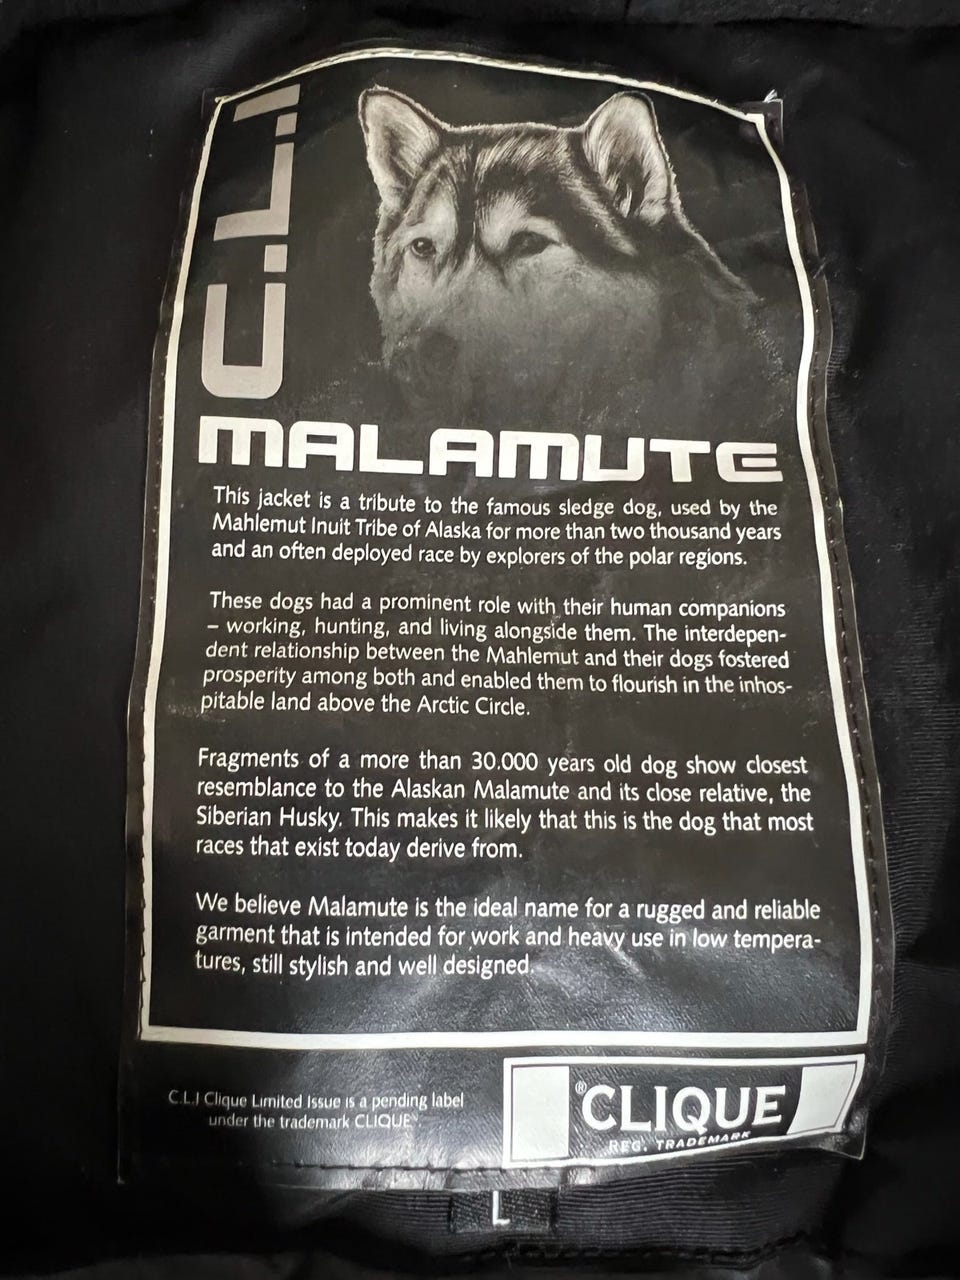 C.L.I
MALAMUTE
This jacket is a tribute to the famous sledge dog, used by the
Mahlemut Inuit Tribe of Alaska for more than two thousand years
and an often deployed race by explorers of the polar regions.
These dogs had a prominent role with their human companions
– working, hunting, and living alongside them. The interdepen-
dent relationship between the Mahlemut and their dogs fostered
prosperity among both and enabled them to flourish in the inhos-
pitable land above the Arctic Circle.
Fragments of a more than 30.000 years old dog show closest
resemblance to the Alaskan Malamute and its close relative, the
Siberian Husky. This makes it likely that this is the dog that most
races that exist today derive from.
We believe Malamute is the ideal name for a rugged and reliable
garment that is intended for work and heavy use in low tempera-
tures, still stylish and well designed.
C.L.I Clique Limited Issue is a pending label
under the trademark CLIQUE®.
®CLIQUE
REG. TRADEMARK
L